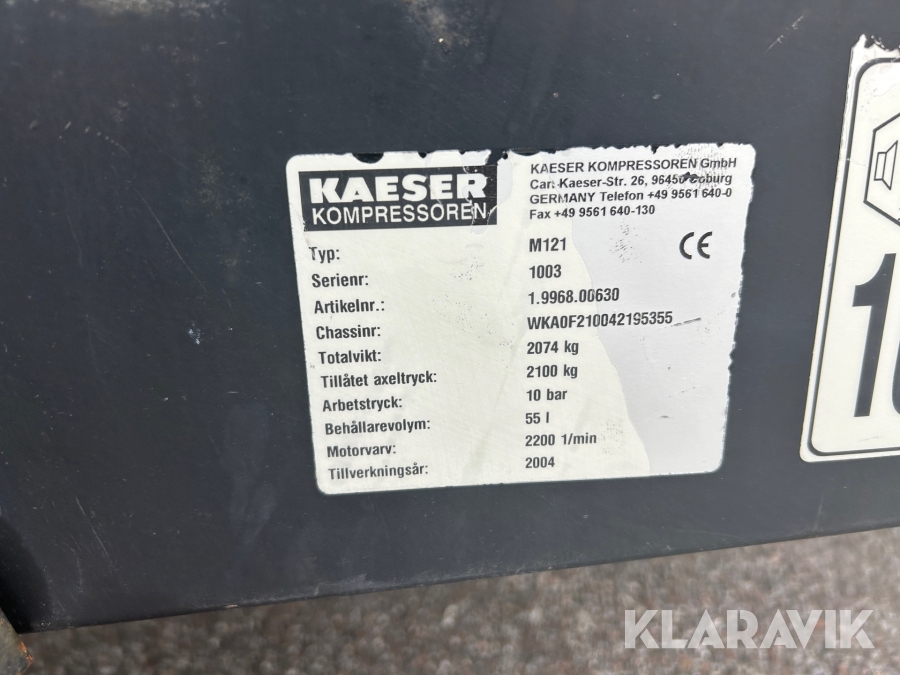 KAESER
KOMPRESSOREN
KAESER KOMPRESSOREN GmbH
Carl-Kaeser-Str. 26, 96450 Coburg
GERMANY Telefon +49 9561 640-0
Fax +49 9561 640-130
CE
Typ: M121
Serienr: 1003
Artikelnr.: 1.9968.00630
Chassinr: WKA0F210042195355
Totalvikt: 2074 kg
Tillåtet axeltryck: 2100 kg
Arbetstryck: 10 bar
Behållarevolym: 55 l
Motorvarv: 2200 1/min
Tillverkningsår: 2004
KLARAVIK